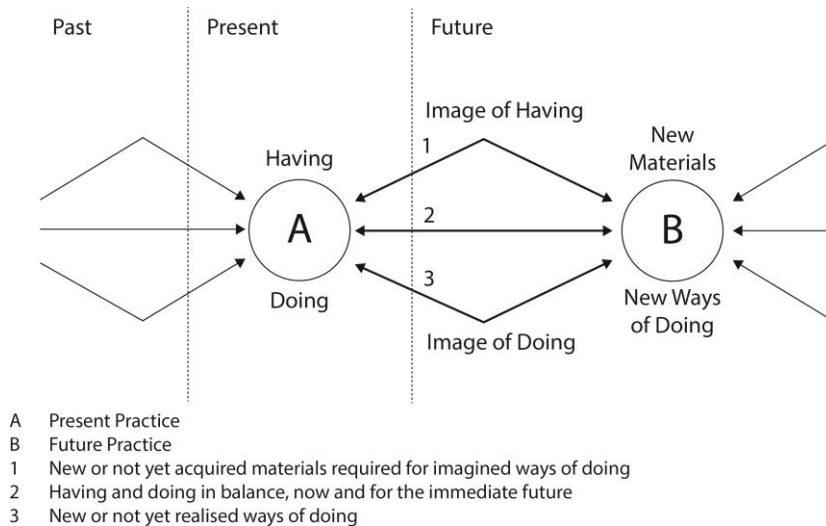 Past
Present
Future
Image of Having
1
New
Materials
Having
A
2
B
Doing
3
New Ways
of Doing
Image of Doing
A Present Practice
B Future Practice
1 New or not yet acquired materials required for imagined ways of doing
2 Having and doing in balance, now and for the immediate future
3 New or not yet realised ways of doing